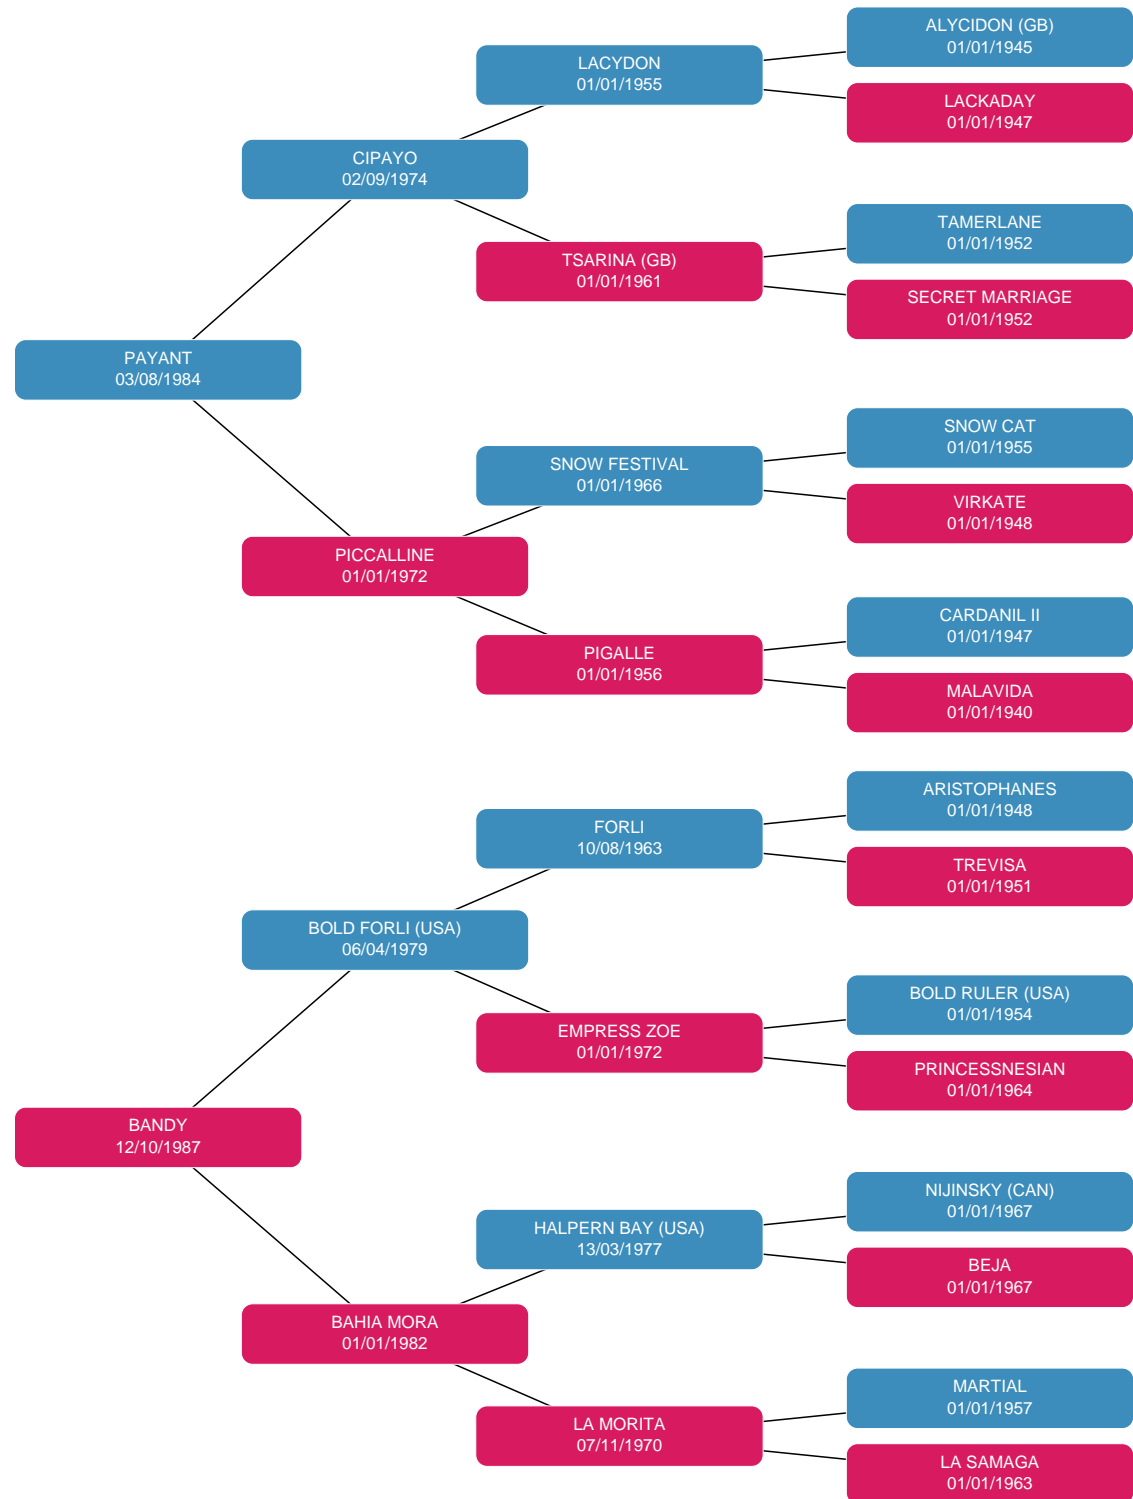 ALYCIDON (GB)
01/01/1945
LACYDON
01/01/1955
LACKADAY
01/01/1947
CIPAYO
02/09/1974
TAMERLANE
01/01/1952
TSARINA (GB)
01/01/1961
SECRET MARRIAGE
01/01/1952
PAYANT
03/08/1984
SNOW CAT
01/01/1955
SNOW FESTIVAL
01/01/1966
VIRKATE
01/01/1948
PICCALLINE
01/01/1972
CARDANIL II
01/01/1947
PIGALLE
01/01/1956
MALAVIDA
01/01/1940
ARISTOPHANES
01/01/1948
FORLI
10/08/1963
TREVISA
01/01/1951
BOLD FORLI (USA)
06/04/1979
BOLD RULER (USA)
01/01/1954
EMPRESS ZOE
01/01/1972
PRINCESSNESIAN
01/01/1964
BANDY
12/10/1987
NIJINSKY (CAN)
01/01/1967
HALPERN BAY (USA)
13/03/1977
BEJA
01/01/1967
BAHIA MORA
01/01/1982
MARTIAL
01/01/1957
LA MORITA
07/11/1970
LA SAMAGA
01/01/1963